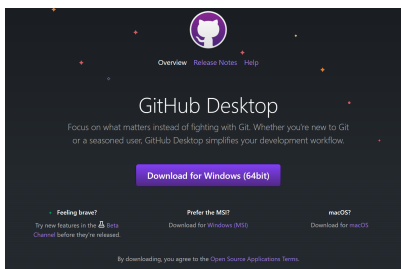 Overview Release Notes Help
GitHub Desktop
Focus on what matters instead of fighting with Git. Whether you're new to Git
or a seasoned user, GitHub Desktop simplifies your development workflow.
Download for Windows (64bit)
Feeling brave?
Try new features in the Beta
Channel before they're released.
Prefer the MSI?
Download for Windows (MSI)
macOS?
Download for macOS
By downloading, you agree to the Open Source Applications Terms.